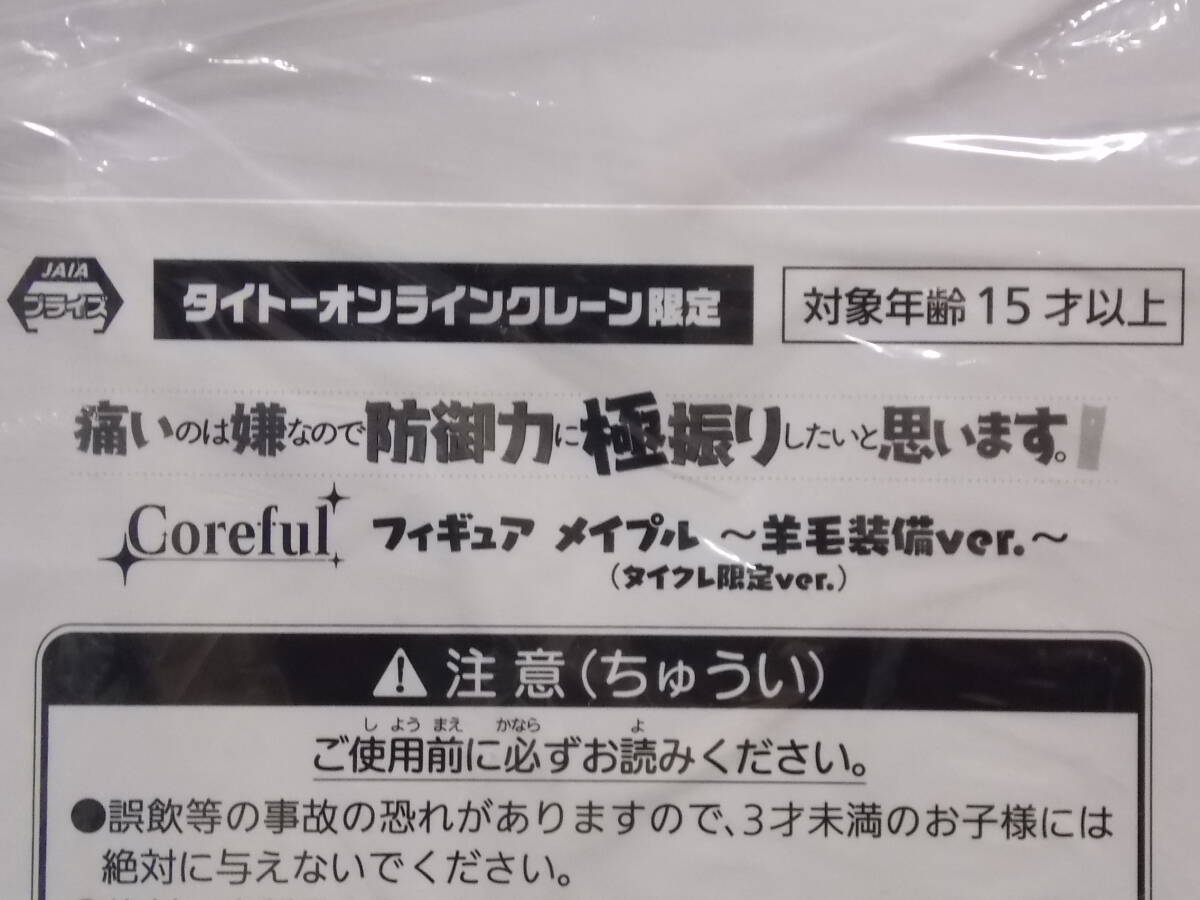 JAIA
プライズ
タイトーオンラインクレーン限定
対象年齢15才以上
痛いのは嫌なので防御力に極振りしたいと思います。
Coreful フィギュア メイプル ～羊毛装備ver.～
（タイクレ限定ver.）
注意（ちゅうい）
し よう まえ かなら よ
ご使用前に必ずお読みください。
●誤飲等の事故の恐れがありますので、3才未満のお子様には
絶対に与えないでください。